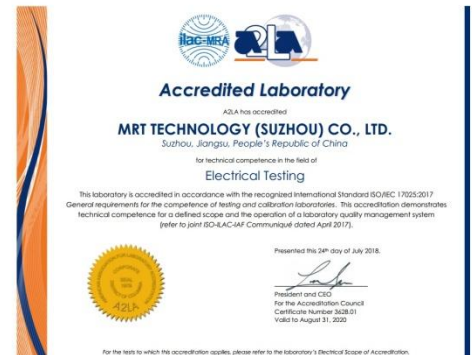 ilac-MRA
A2LA
Accredited Laboratory
A2LA has accredited
MRT TECHNOLOGY (SUZHOU) CO., LTD.
Suzhou, Jiangsu, People's Republic of China
for technical competence in the field of
Electrical Testing
This laboratory is accredited in accordance with the recognized International Standard ISO/IEC 17025:2017
General requirements for the competence of testing and calibration laboratories. This accreditation demonstrates
technical competence for a defined scope and the operation of a laboratory quality management system
(refer to joint ISO-ILAC-IAF Communiqué dated April 2017).
Presented this 24th day of July 2018.
President and CEO
For the Accreditation Council
Certificate Number 3628.01
Valid to August 31, 2020
CORPORATE
SEAL
1978
A2LA
For the tests to which this accreditation applies, please refer to the laboratory's Electrical Scope of Accreditation.